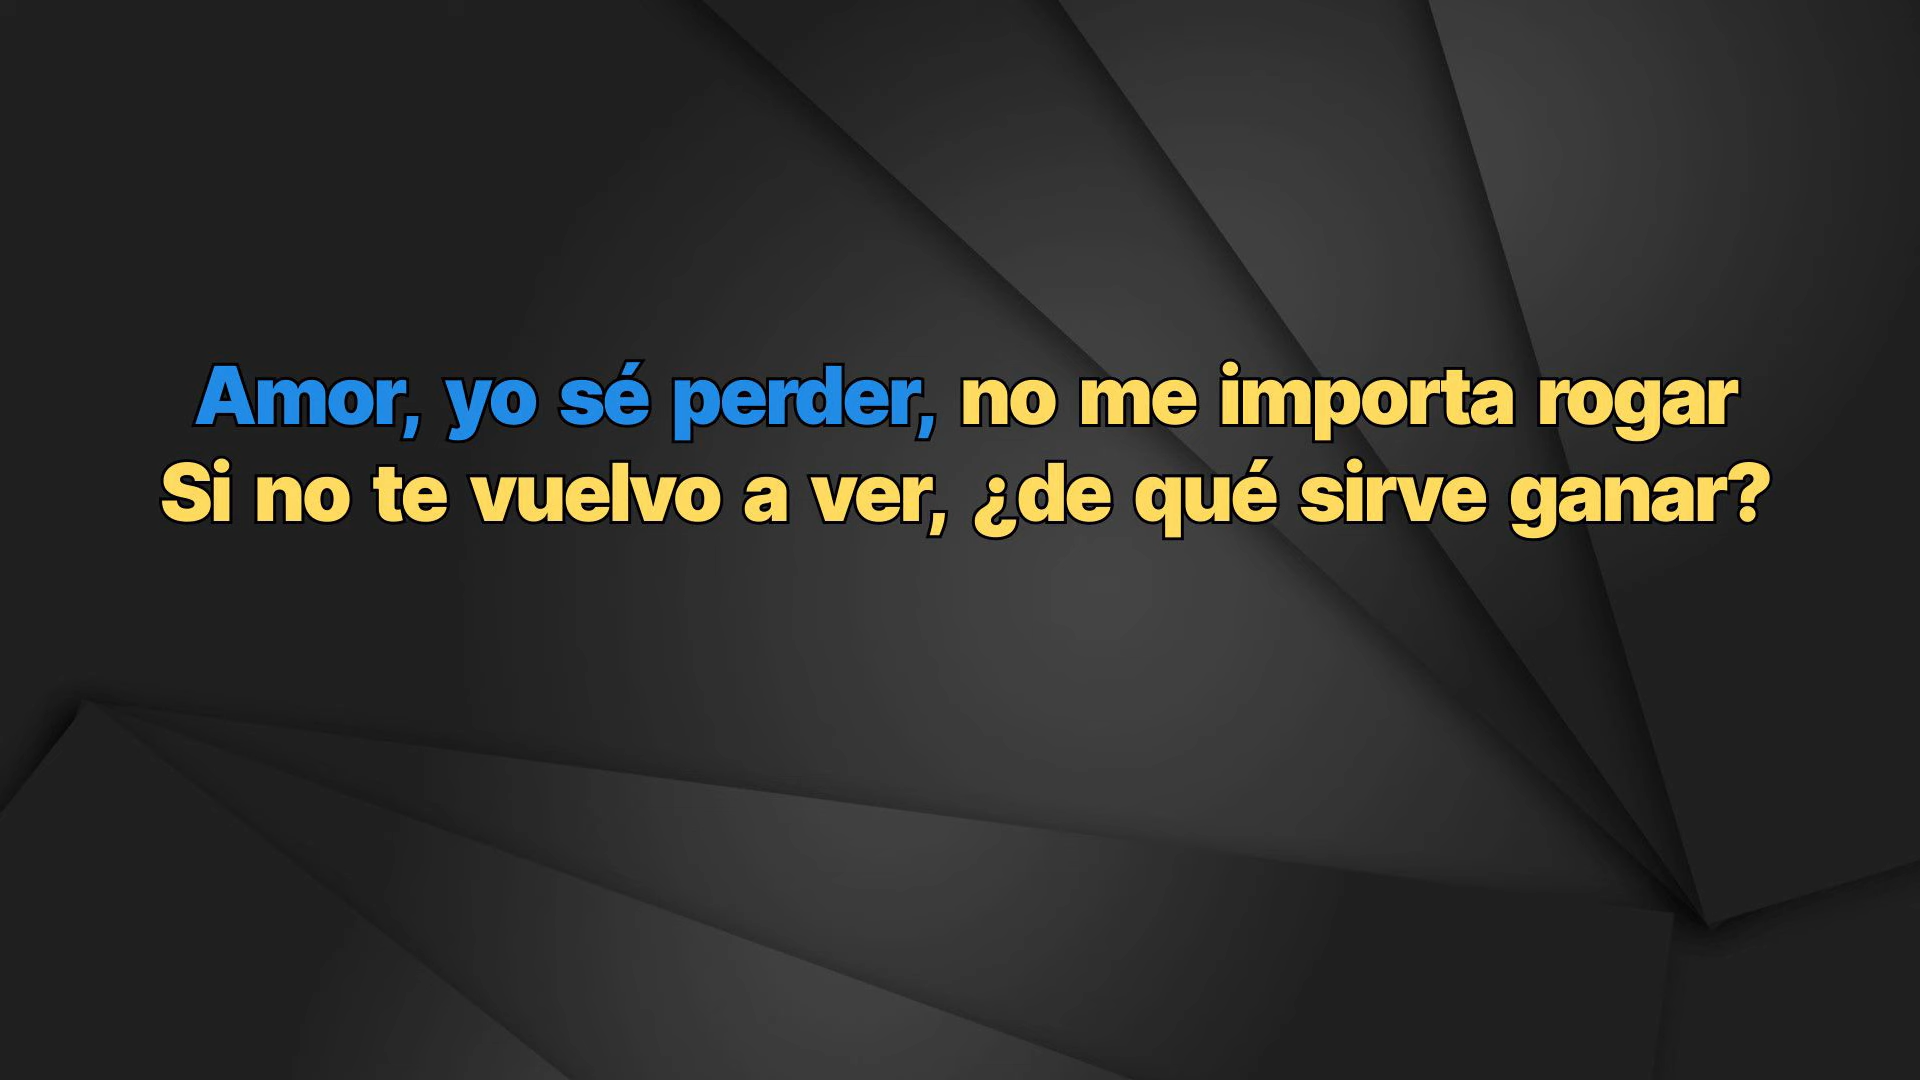 Amor, yo sé perder, no me importa rogar
Si no te vuelvo a ver, ¿de qué sirve ganar?